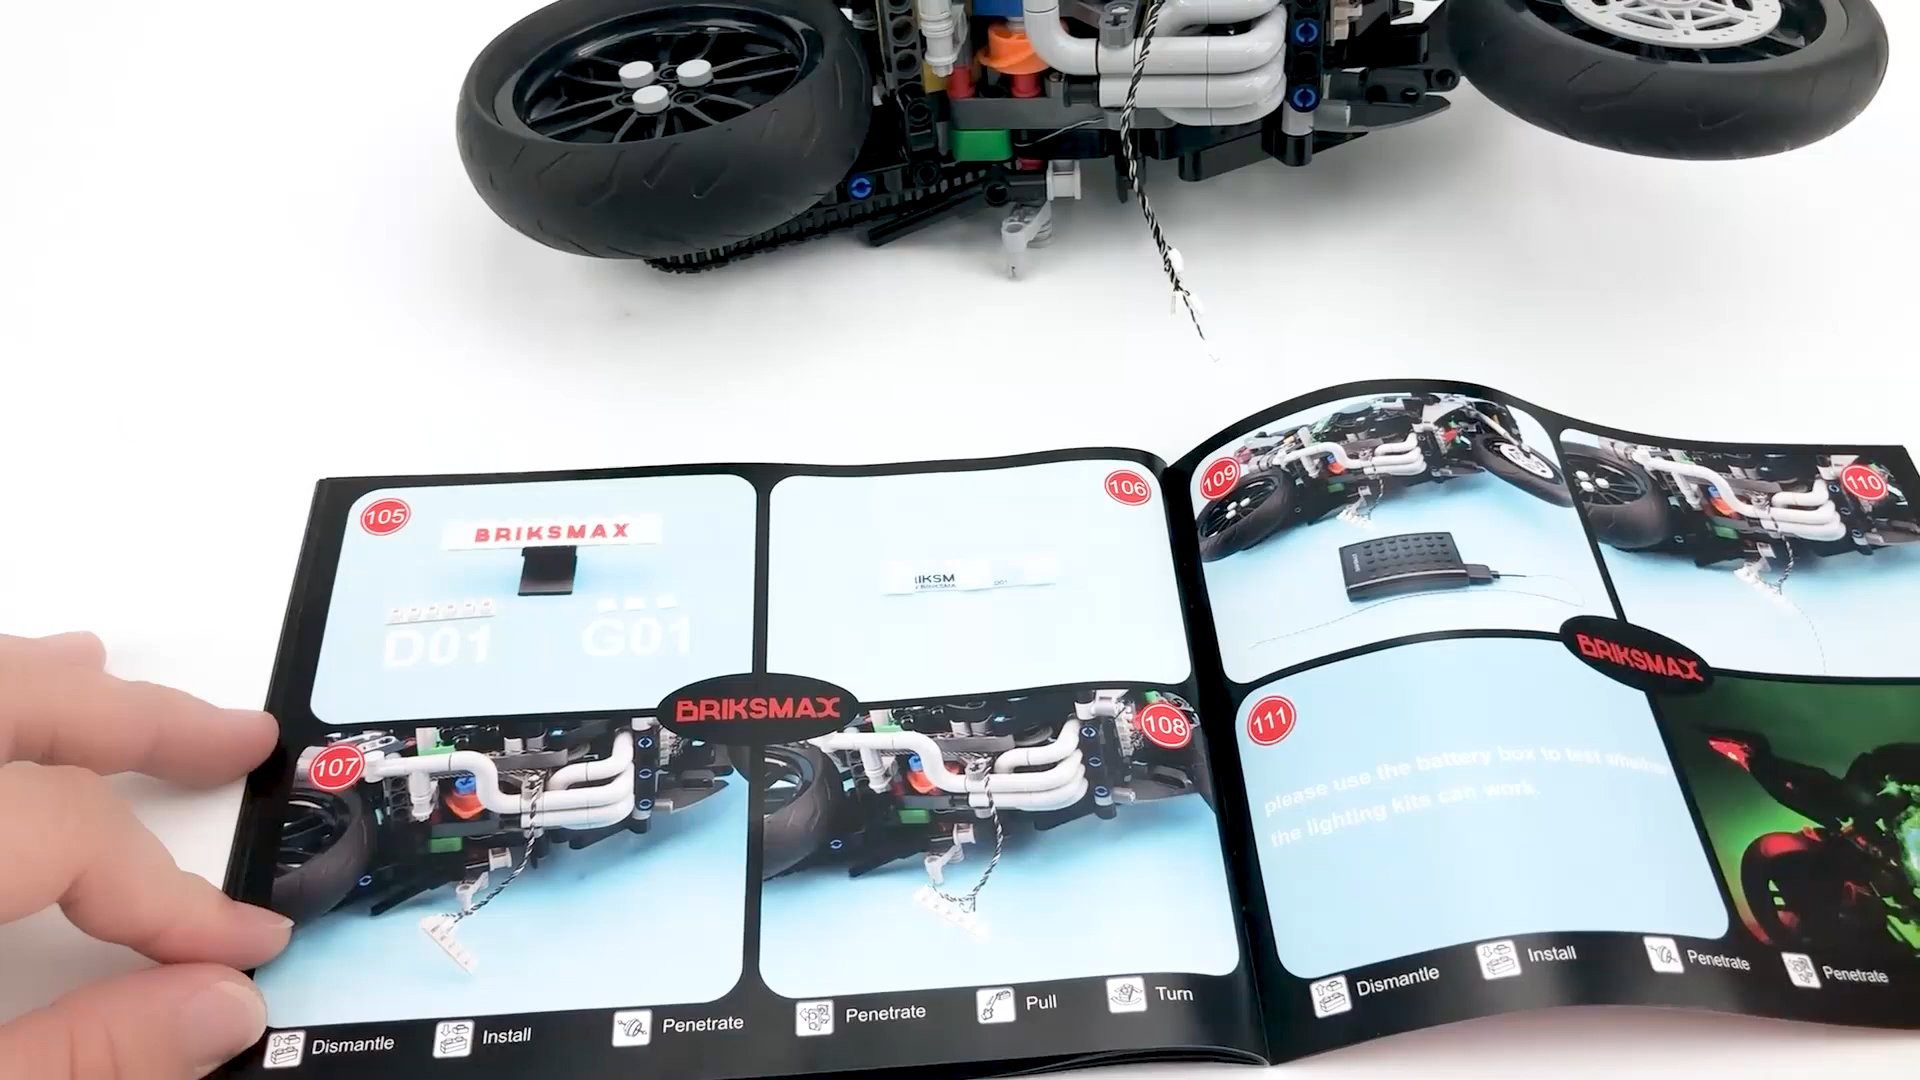 105
BRIKSMAX
D01
G01
106
IKSM
001
BRIKSMAX
107
108
Dismantle
Install
Penetrate
Penetrate
Pull
Turn
109
110
BRIKSMAX
111
please use the battery box to test whether
the lighting kits can work.
Dismantle
Install
Penetrate
Penetrate